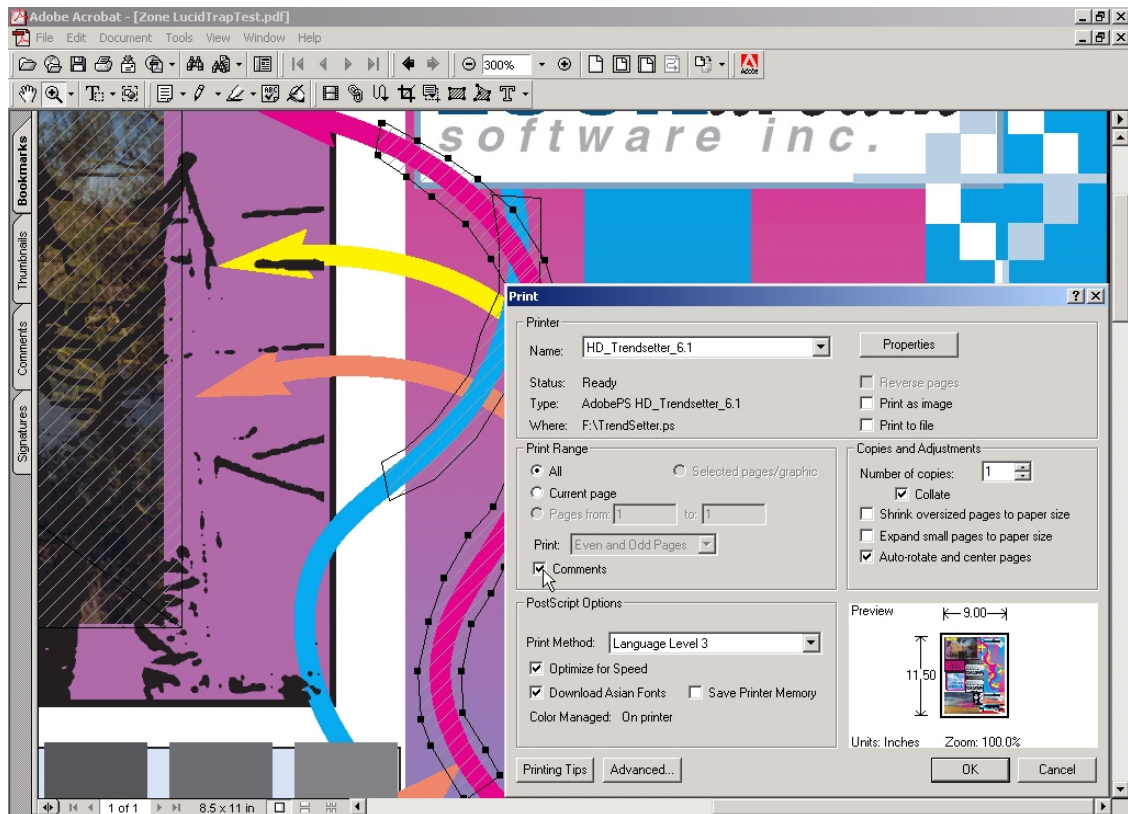 Adobe Acrobat - [Zone LucidTrapTest.pdf]
File Edit Document Tools View Window Help
300%
Adobe
Bookmarks
Thumbnails
Comments
Signatures
software inc.
Print
Printer
Name: HD_Trendsetter_6.1
Properties
Status: Ready
Reverse pages
Type: AdobePS HD_Trendsetter_6.1
Print as image
Where: F:\TrendSetter.ps
Print to file
Print Range
All
Selected pages/graphic
Current page
Pages from: 1 to: 1
Print: Even and Odd Pages
Comments
Copies and Adjustments
Number of copies: 1
Collate
Shrink oversized pages to paper size
Expand small pages to paper size
Auto-rotate and center pages
PostScript Options
Print Method: Language Level 3
Optimize for Speed
Download Asian Fonts
Save Printer Memory
Color Managed: On printer
Preview
9.00
11.50
Units: Inches Zoom: 100.0%
Printing Tips
Advanced...
OK
Cancel
1 of 1
8.5 x 11 in